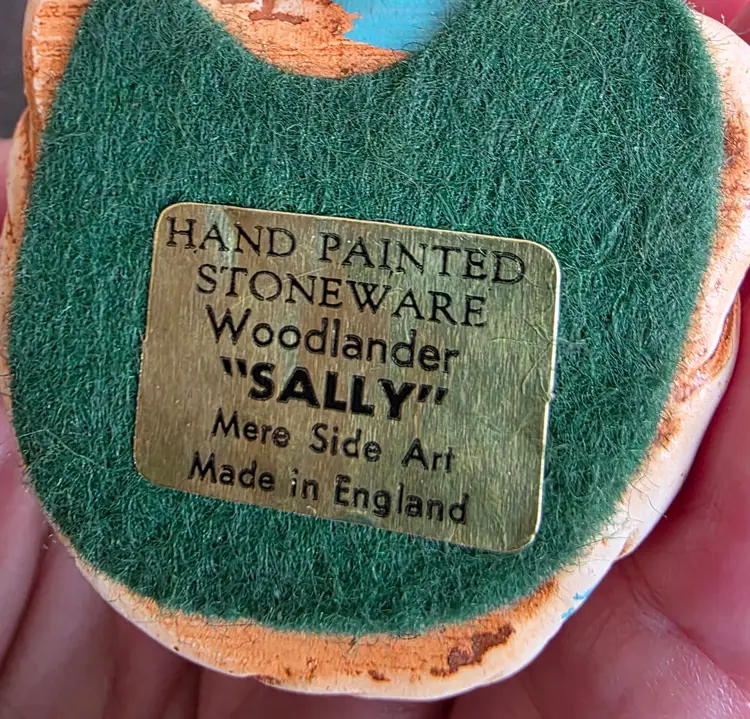 HAND PAINTED
STONEWARE
Woodlander
"SALLY"
Mere Side Art
Made in England